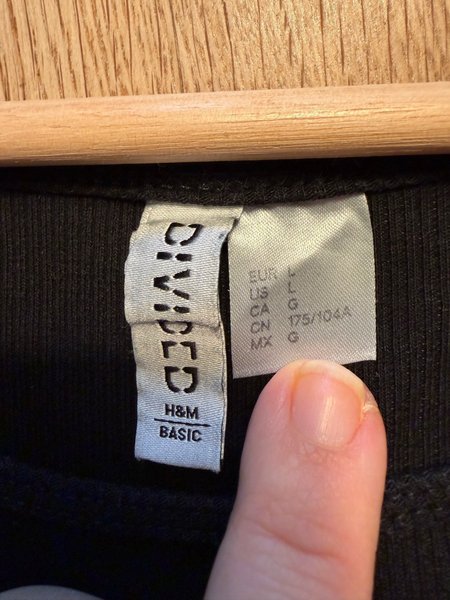 DIVIDED
H&M
BASIC
EUR L
US L
CA G
CN 175/104A
MX G